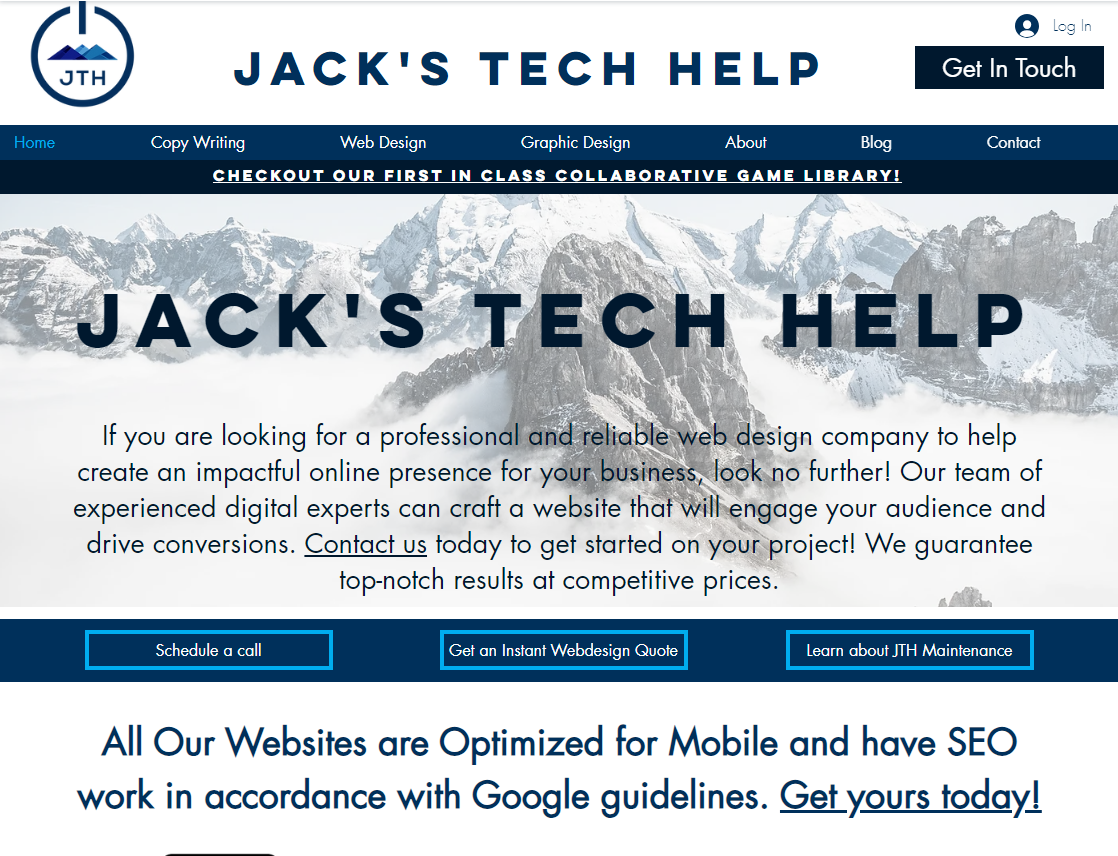 Log In
JTH
JACK'S TECH HELP
Get In Touch
Home Copy Writing Web Design Graphic Design About Blog Contact
CHECKOUT OUR FIRST IN CLASS COLLABORATIVE GAME LIBRARY!
JACK'S TECH HELP
If you are looking for a professional and reliable web design company to help
create an impactful online presence for your business, look no further! Our team of
experienced digital experts can craft a website that will engage your audience and
drive conversions. Contact us today to get started on your project! We guarantee
top-notch results at competitive prices.
Schedule a call Get an Instant Webdesign Quote Learn about JTH Maintenance
All Our Websites are Optimized for Mobile and have SEO
work in accordance with Google guidelines. Get yours today!